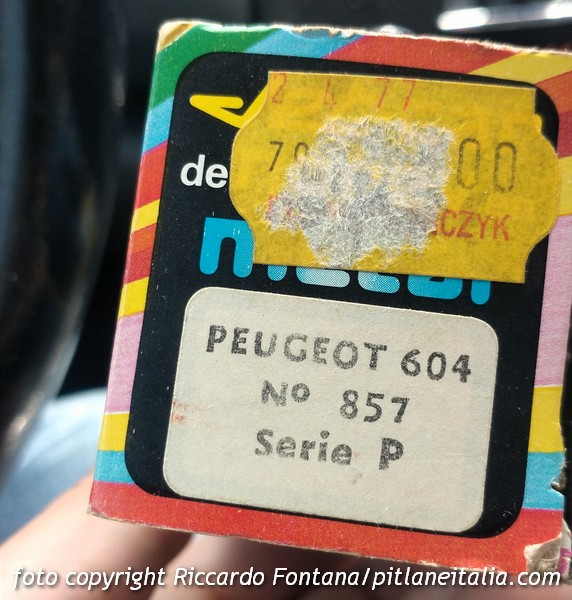 2 4 77
70 00
de
CZYK
PEUGEOT 604
Nº 857
Serie P
foto copyright Riccardo Fontana/pitlaneitalia.com